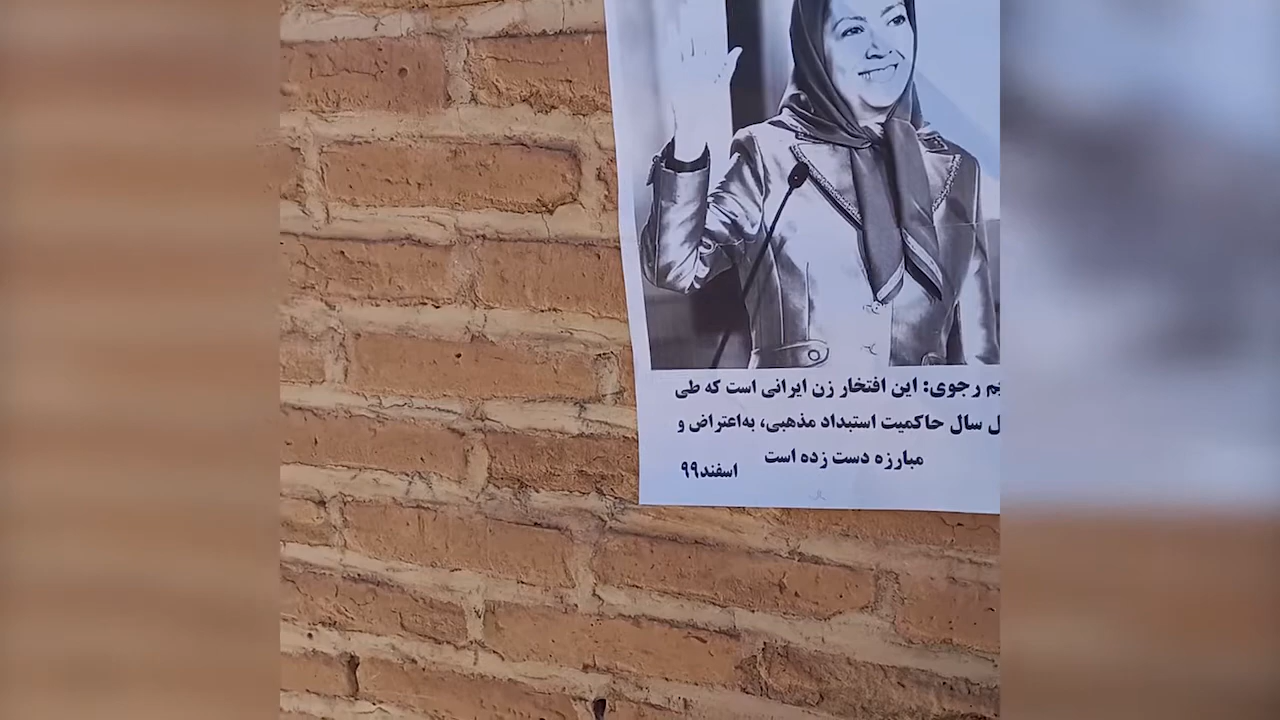 رجوی: این افتخار زن ایرانی است که طی
سال حاکمیت استبداد مذهبی، به‌اعتراض و
مبارزه دست زده است
اسفند۹۹